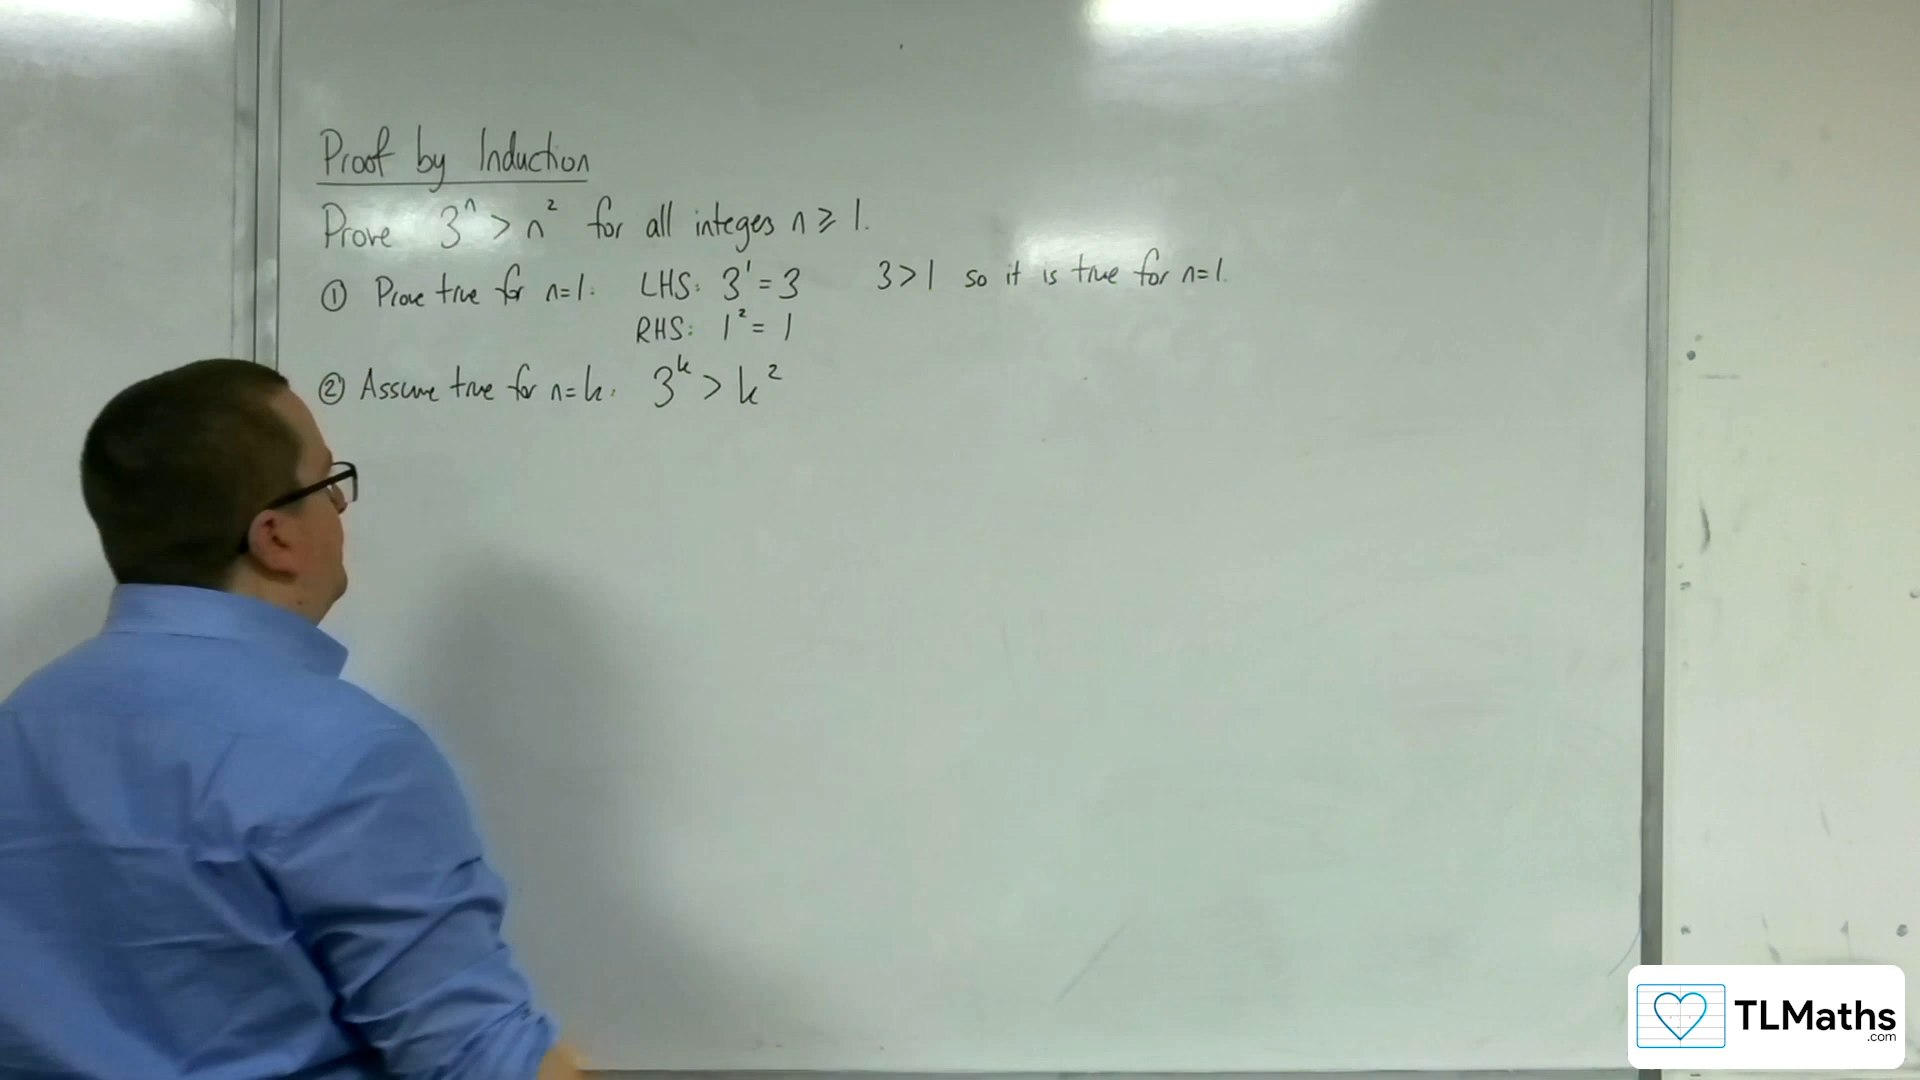 Proof by Induction
Prove 3ⁿ > n² for all integers n ⩾ 1.
① Prove true for n=1: LHS: 3¹ = 3 3 > 1 so it is true for n=1.
RHS: 1² = 1
② Assume true for n=k: 3ᵏ > k²
TLMaths
.com